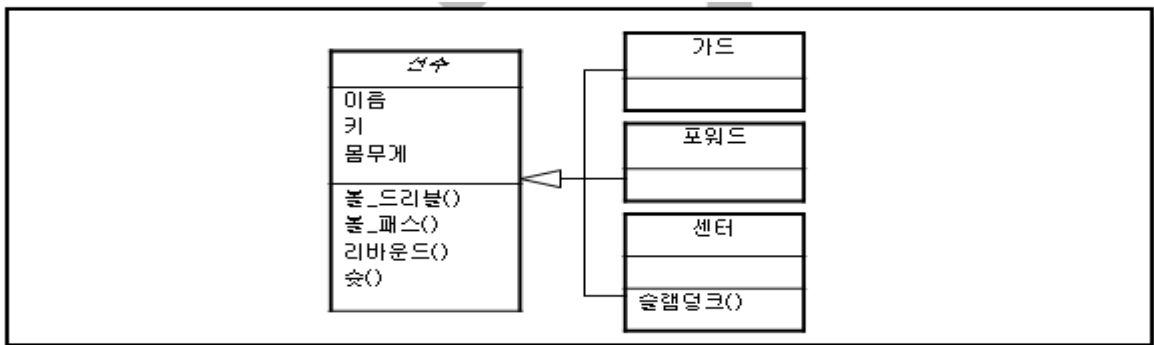 선수
이름
키
몸무게
볼_드리블()
볼_패스()
리바운드()
슛()
가드
포워드
센터
슬램덩크()